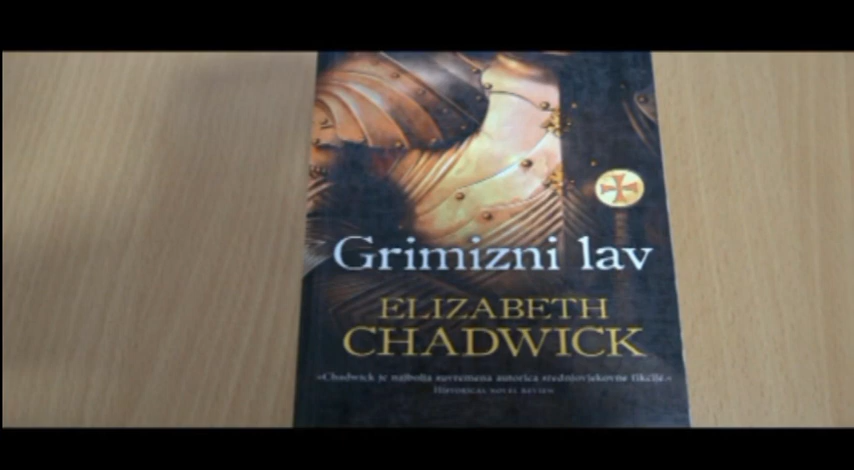 Grimizni lav
ELIZABETH
CHADWICK
»Chadwick je najbolja suvremena autorica srednjovjekovne fikcije.«
HISTORICAL NOVEL REVIEW